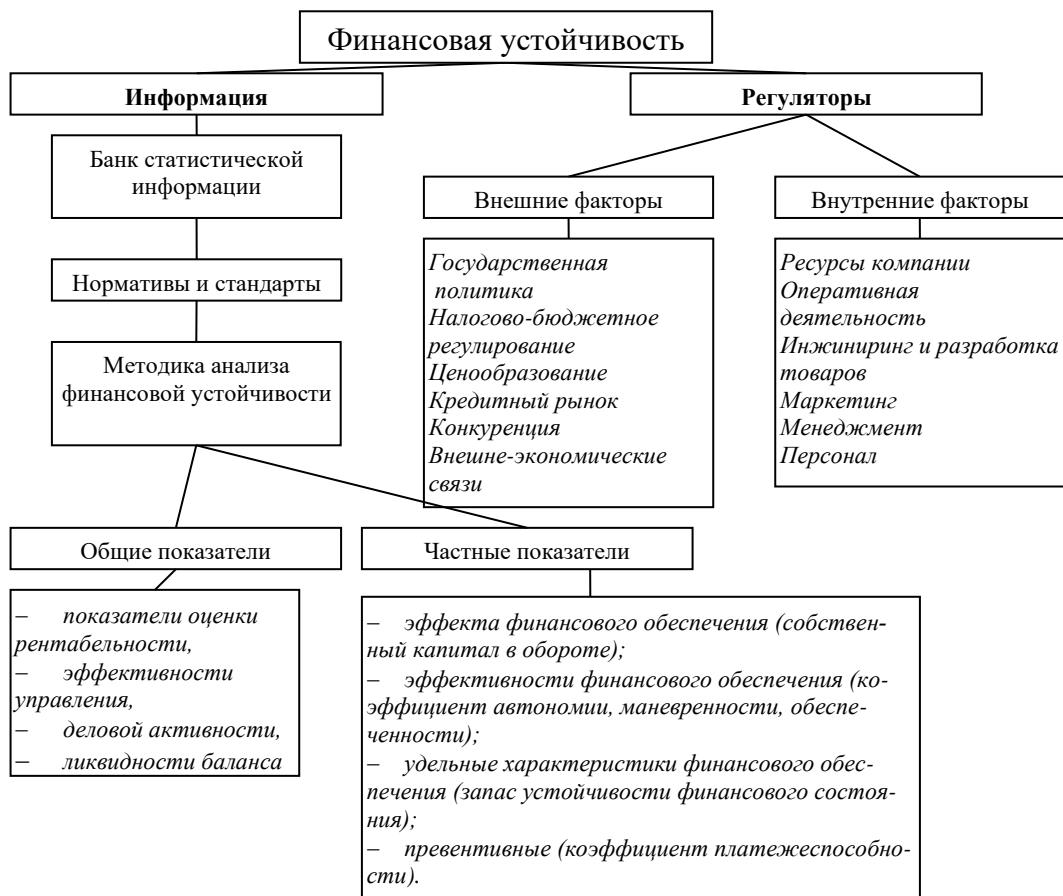 Финансовая устойчивость
Информация
Регуляторы
Банк статистической
информации
Внешние факторы
Внутренние факторы
Государственная
политика
Налогово-бюджетное
регулирование
Ценообразование
Кредитный рынок
Конкуренция
Внешне-экономические
связи
Ресурсы компании
Оперативная
деятельность
Инжиниринг и разработка
товаров
Маркетинг
Менеджмент
Персонал
Нормативы и стандарты
Методика анализа
финансовой устойчивости
Общие показатели
Частные показатели
– показатели оценки
рентабельности,
– эффективности
управления,
– деловой активности,
– ликвидности баланса
– эффекта финансового обеспечения (собствен-
ный капитал в обороте);
– эффективности финансового обеспечения (ко-
эффициент автономии, маневренности, обеспе-
ченности);
– удельные характеристики финансового обес-
печения (запас устойчивости финансового состоя-
ния);
– превентивные (коэффициент платежеспособно-
сти).